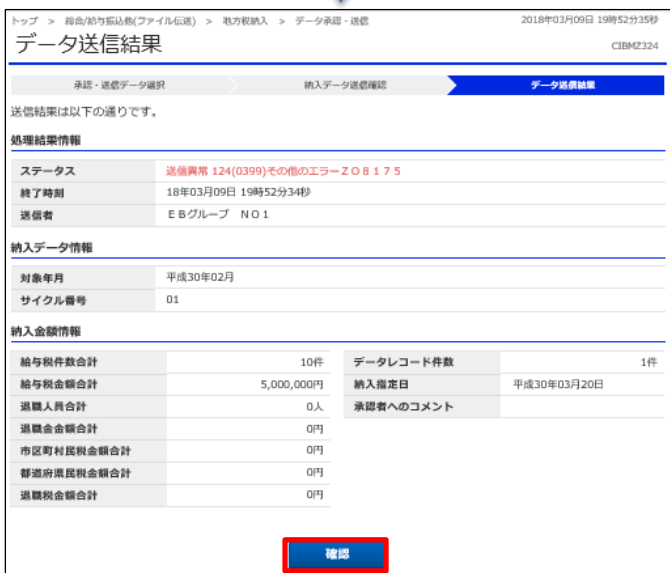 トップ > 総合/給与振込他(ファイル伝送) > 地方税納入 > データ承認・送信
2018年03月09日 19時52分35秒
データ送信結果
CIBMZ324
承認・送信データ選択
納入データ送信確認
データ送信結果
送信結果は以下の通りです。
処理結果情報
ステータス 送信異常 124(0399)その他のエラーＺＯ８１７５
終了時刻 18年03月09日 19時52分34秒
送信者 ＥＢグループ　ＮＯ１
納入データ情報
対象年月 平成30年02月
サイクル番号 01
納入金額情報
給与税件数合計 10件 データレコード件数 1件
給与税金額合計 5,000,000円 納入指定日 平成30年03月20日
退職人員合計 0人 承認者へのコメント
退職金金額合計 0円
市区町村民税金額合計 0円
都道府県民税金額合計 0円
退職税金額合計 0円
確認